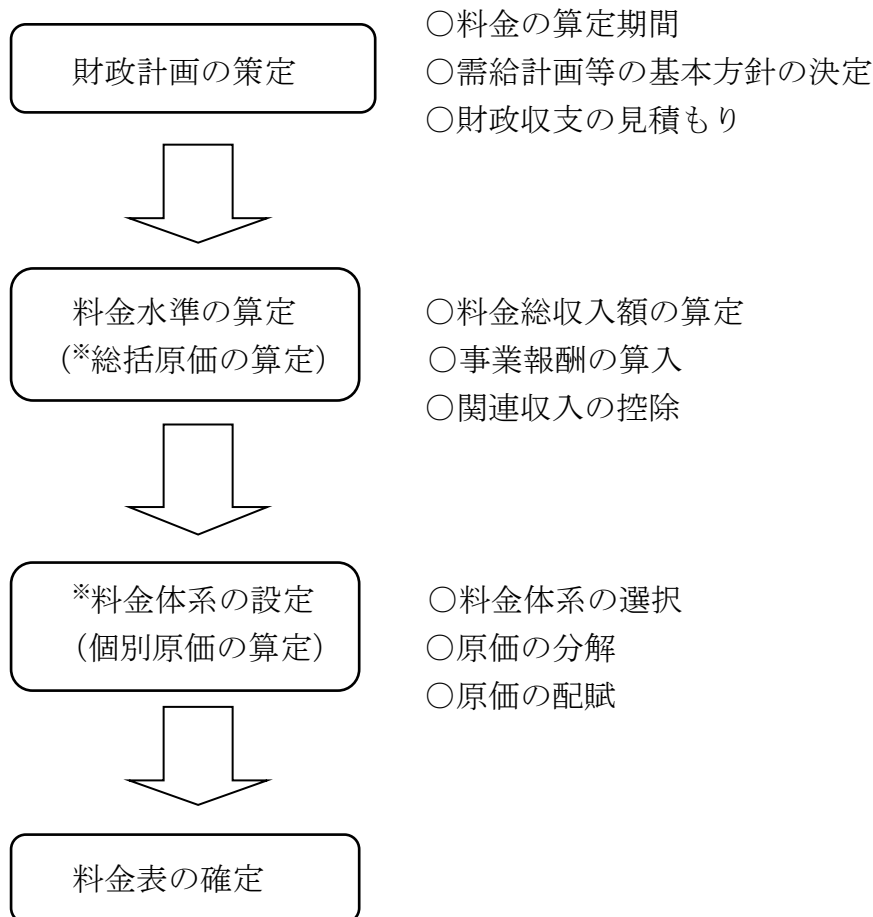 財政計画の策定
○料金の算定期間
○需給計画等の基本方針の決定
○財政収支の見積もり
料金水準の算定
(※総括原価の算定)
○料金総収入額の算定
○事業報酬の算入
○関連収入の控除
※料金体系の設定
(個別原価の算定)
○料金体系の選択
○原価の分解
○原価の配賦
料金表の確定